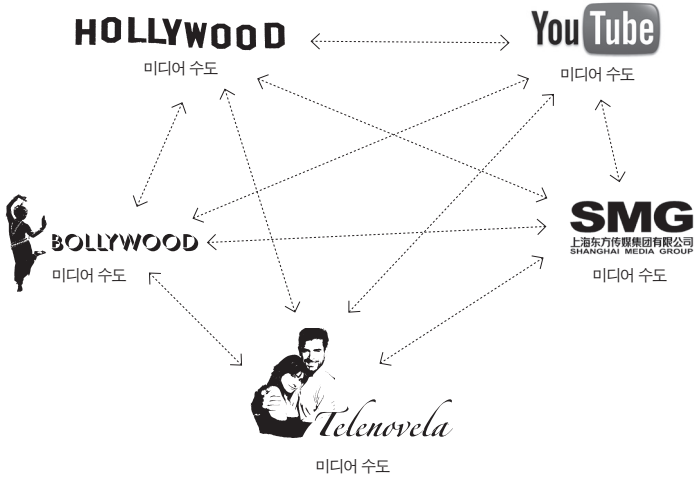 HOLLYWOOD
미디어 수도
YouTube
미디어 수도
BOLLYWOOD
미디어 수도
SMG
上海东方传媒集团有限公司
SHANGHAI MEDIA GROUP
미디어 수도
Telenovela
미디어 수도